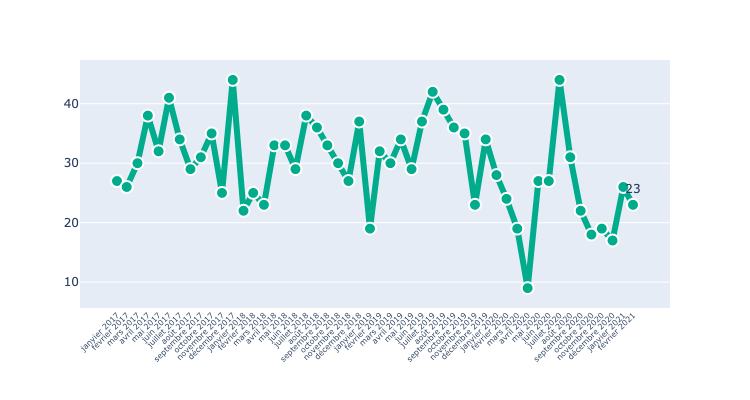 40
30
20
10
23
janvier 2017
février 2017
mars 2017
avril 2017
mai 2017
juin 2017
juillet 2017
août 2017
septembre 2017
octobre 2017
novembre 2017
décembre 2017
janvier 2018
février 2018
mars 2018
avril 2018
mai 2018
juin 2018
juillet 2018
août 2018
septembre 2018
octobre 2018
novembre 2018
décembre 2018
janvier 2019
février 2019
mars 2019
avril 2019
mai 2019
juin 2019
juillet 2019
août 2019
septembre 2019
octobre 2019
novembre 2019
décembre 2019
janvier 2020
février 2020
mars 2020
avril 2020
mai 2020
juin 2020
juillet 2020
août 2020
septembre 2020
octobre 2020
novembre 2020
décembre 2020
janvier 2021
février 2021